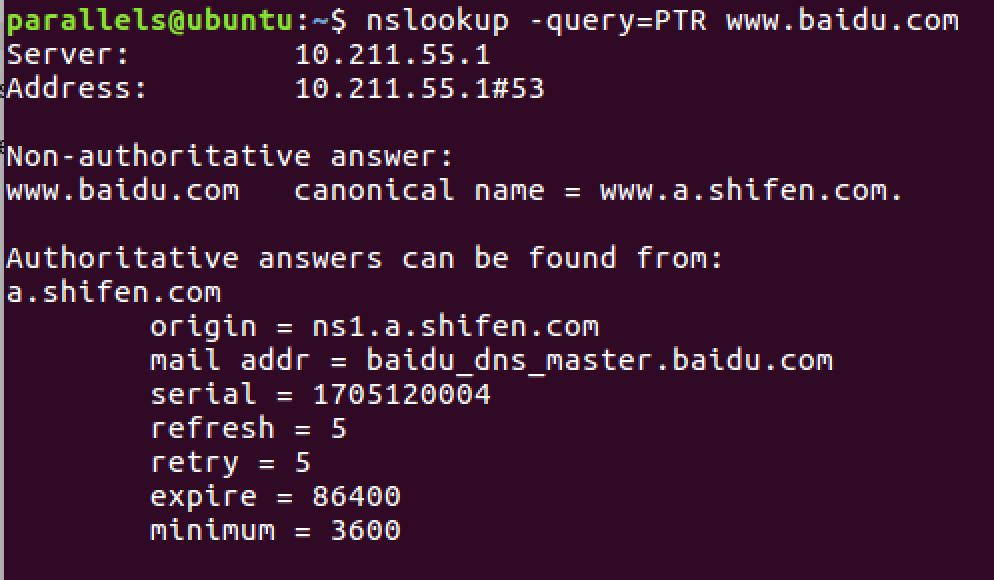 parallels@ubuntu:~$ nslookup -query=PTR www.baidu.com
Server: 10.211.55.1
Address: 10.211.55.1#53
Non-authoritative answer:
www.baidu.com canonical name = www.a.shifen.com.
Authoritative answers can be found from:
a.shifen.com
origin = ns1.a.shifen.com
mail addr = baidu_dns_master.baidu.com
serial = 1705120004
refresh = 5
retry = 5
expire = 86400
minimum = 3600